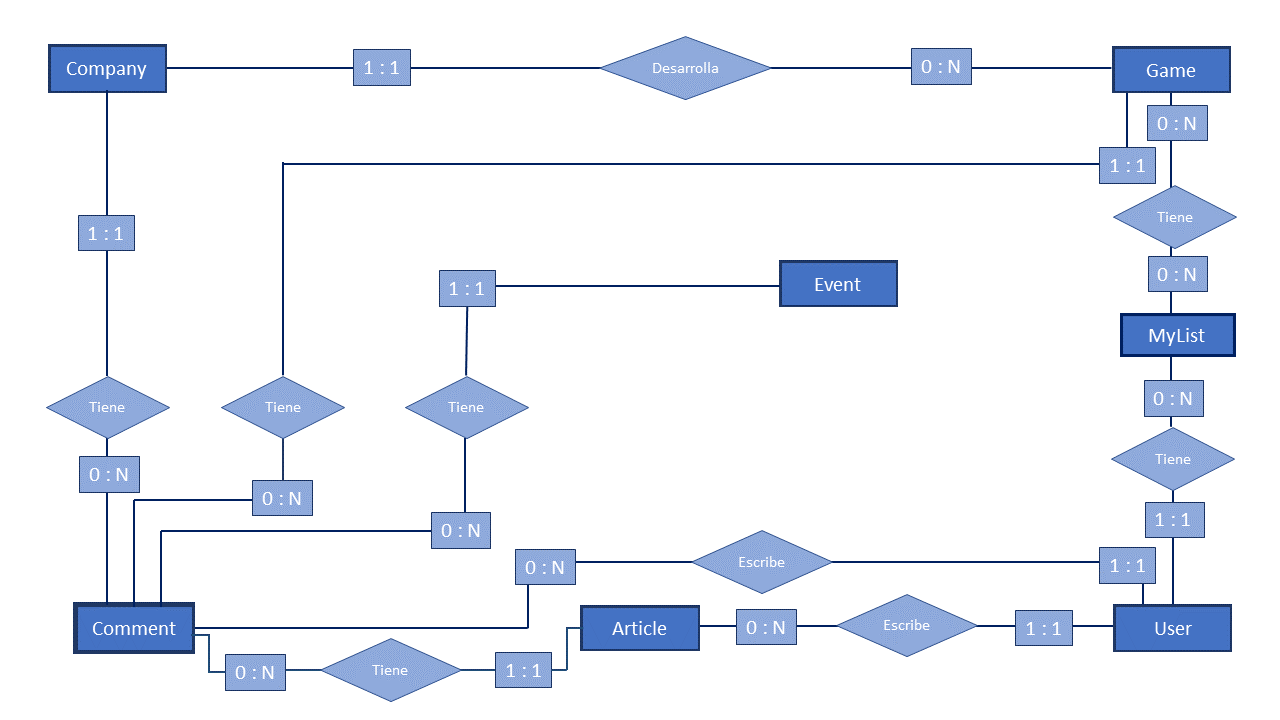 Company
1 : 1
Desarrolla
0 : N
Game
0 : N
1 : 1
Tiene
1 : 1
0 : N
1 : 1
Event
MyList
0 : N
Tiene
Tiene
Tiene
Tiene
0 : N
0 : N
0 : N
1 : 1
0 : N
Escribe
1 : 1
Comment
Article
0 : N
Escribe
1 : 1
User
0 : N
Tiene
1 : 1